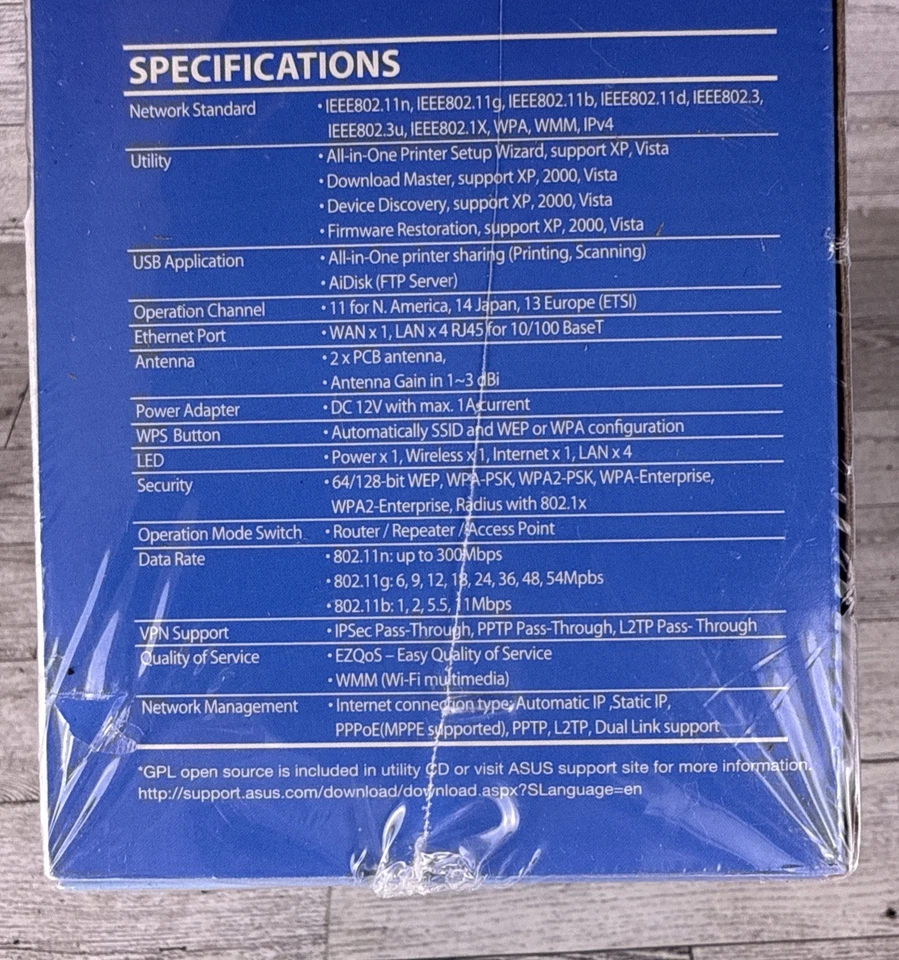 SPECIFICATIONS
Network Standard • IEEE802.11n, IEEE802.11g, IEEE802.11b, IEEE802.11d, IEEE802.3,
IEEE802.3u, IEEE802.1X, WPA, WMM, IPv4
Utility • All-in-One Printer Setup Wizard, support XP, Vista
• Download Master, support XP, 2000, Vista
• Device Discovery, support XP, 2000, Vista
• Firmware Restoration, support XP, 2000, Vista
USB Application • All-in-One printer sharing (Printing, Scanning)
• AiDisk (FTP Server)
Operation Channel • 11 for N. America, 14 Japan, 13 Europe (ETSI)
Ethernet Port • WAN x 1, LAN x 4 RJ45 for 10/100 BaseT
Antenna • 2 x PCB antenna,
• Antenna Gain in 1~3 dBi
Power Adapter • DC 12V with max. 1A current
WPS Button • Automatically SSID and WEP or WPA configuration
LED • Power x 1, Wireless x 1, Internet x 1, LAN x 4
Security • 64/128-bit WEP, WPA-PSK, WPA2-PSK, WPA-Enterprise,
WPA2-Enterprise, Radius with 802.1x
Operation Mode Switch • Router / Repeater / Access Point
Data Rate • 802.11n: up to 300Mbps
• 802.11g: 6, 9, 12, 18, 24, 36, 48, 54Mpbs
• 802.11b: 1, 2, 5.5, 11Mbps
VPN Support • IPSec Pass-Through, PPTP Pass-Through, L2TP Pass- Through
Quality of Service • EZQoS – Easy Quality of Service
• WMM (Wi-Fi multimedia)
Network Management • Internet connection type; Automatic IP ,Static IP,
PPPoE(MPPE supported), PPTP, L2TP, Dual Link support
*GPL open source is included in utility CD or visit ASUS support site for more information.
http://support.asus.com/download/download.aspx?SLanguage=en